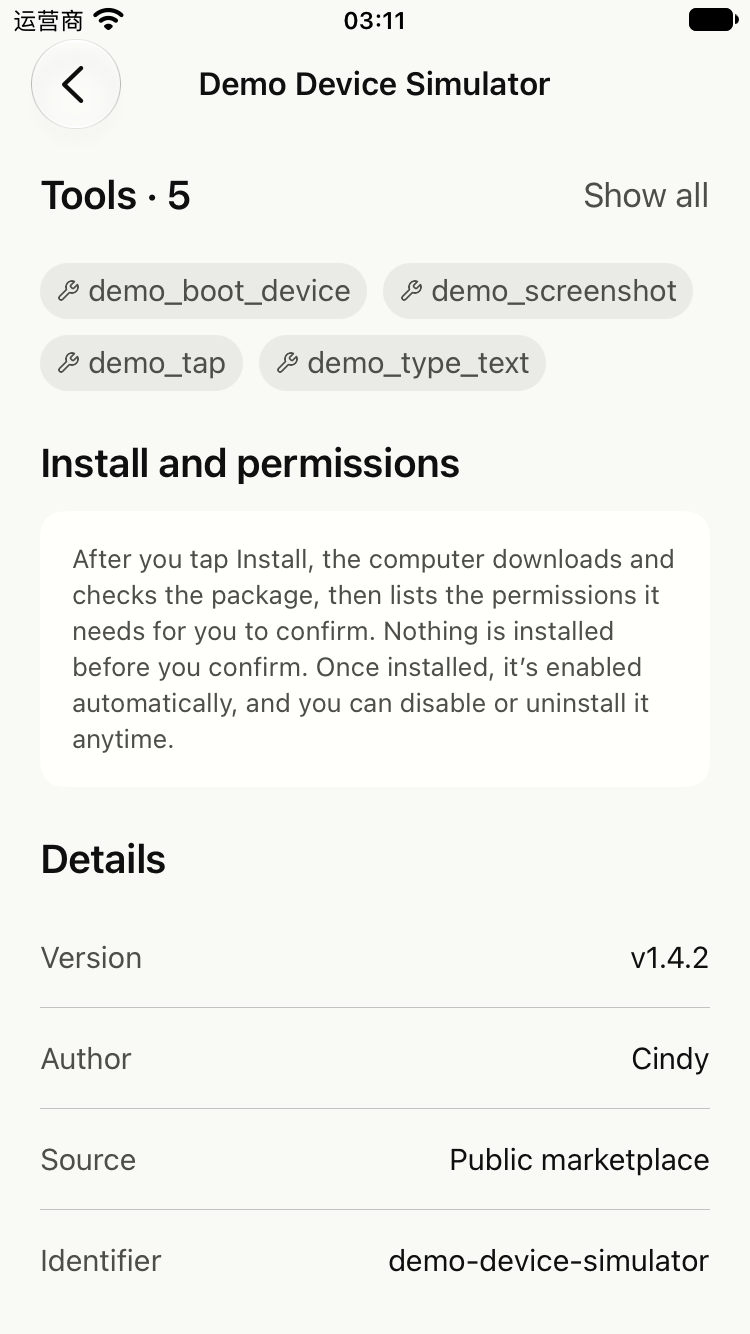 运营商
03:11
Demo Device Simulator
Tools · 5
Show all
demo_boot_device
demo_screenshot
demo_tap
demo_type_text
Install and permissions
After you tap Install, the computer downloads and
checks the package, then lists the permissions it
needs for you to confirm. Nothing is installed
before you confirm. Once installed, it’s enabled
automatically, and you can disable or uninstall it
anytime.
Details
Version
v1.4.2
Author
Cindy
Source
Public marketplace
Identifier
demo-device-simulator